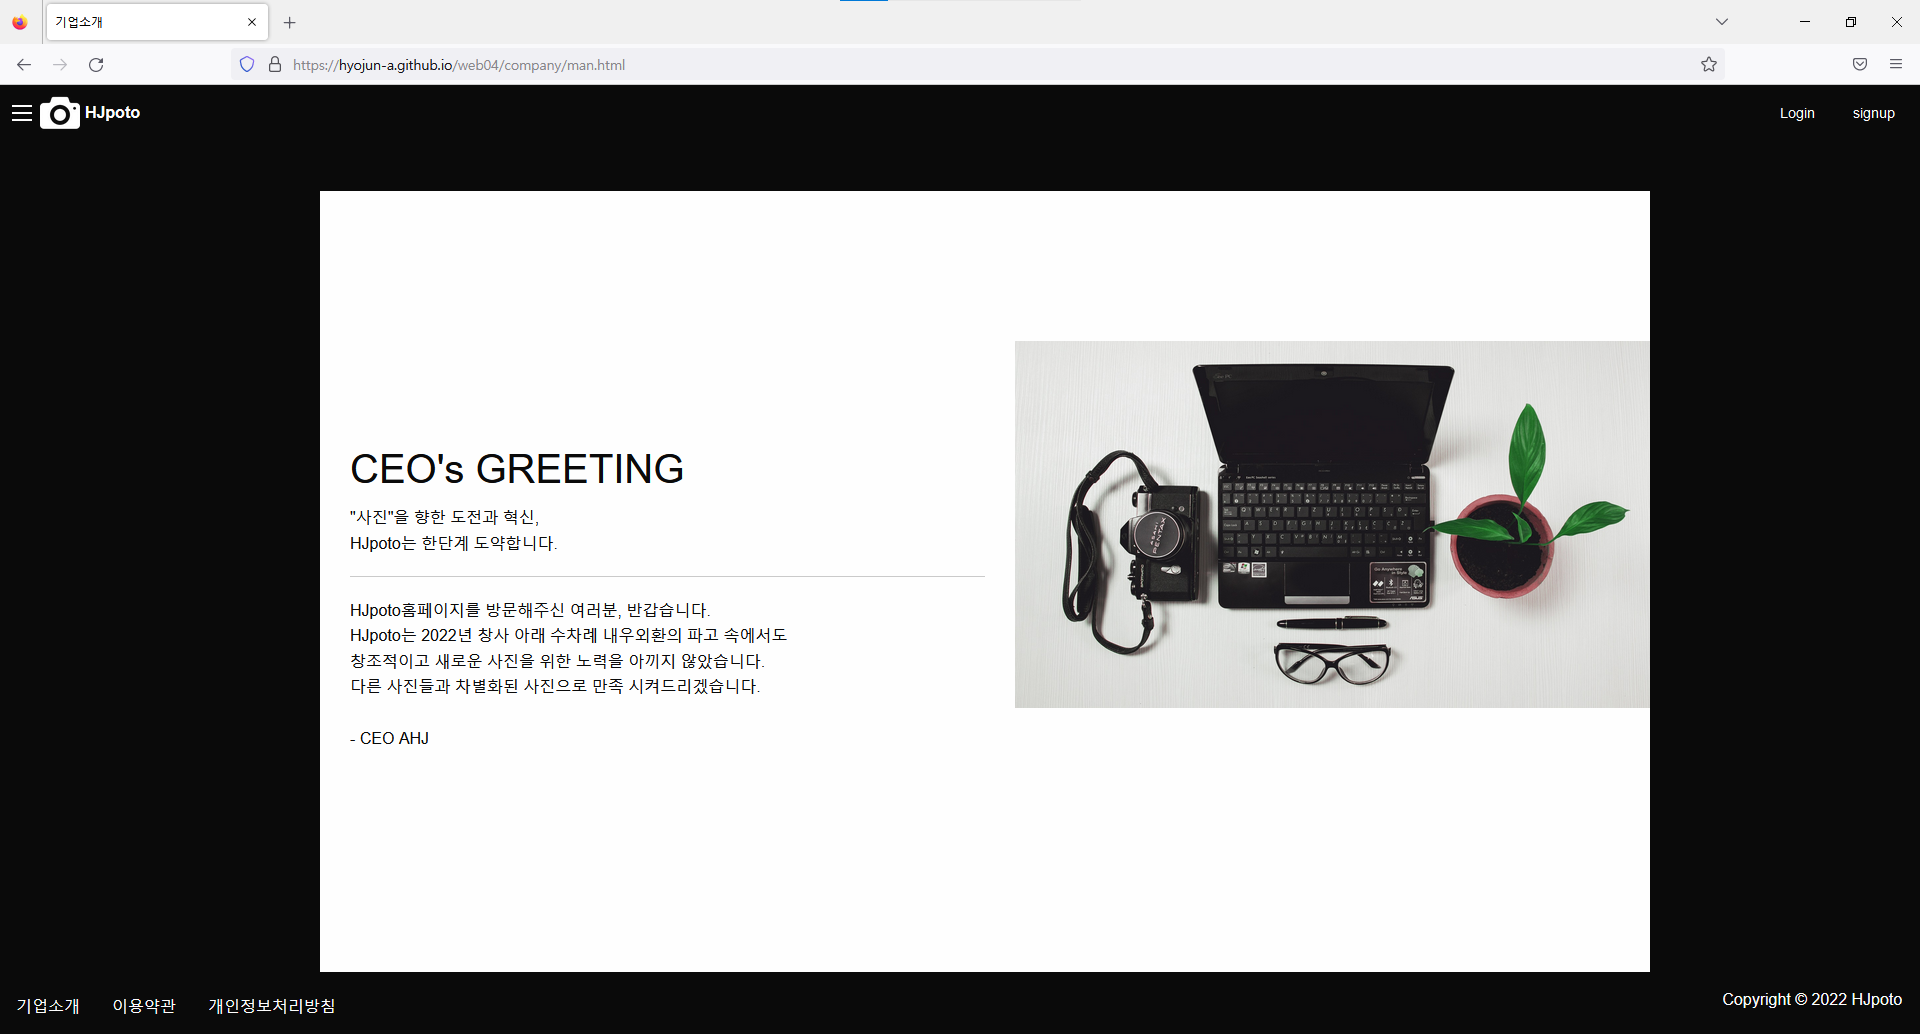 기업소개
https://hyojun-a.github.io/web04/company/man.html
HJpoto
Login
signup
CEO's GREETING
"사진"을 향한 도전과 혁신,
HJpoto는 한단계 도약합니다.
HJpoto홈페이지를 방문해주신 여러분, 반갑습니다.
HJpoto는 2022년 창사 아래 수차례 내우외환의 파고 속에서도
창조적이고 새로운 사진을 위한 노력을 아끼지 않았습니다.
다른 사진들과 차별화된 사진으로 만족 시켜드리겠습니다.
- CEO AHJ
ASAHI
PENTAX
Go Anywhere
in Style
ASUS
기업소개
이용약관
개인정보처리방침
Copyright © 2022 HJpoto